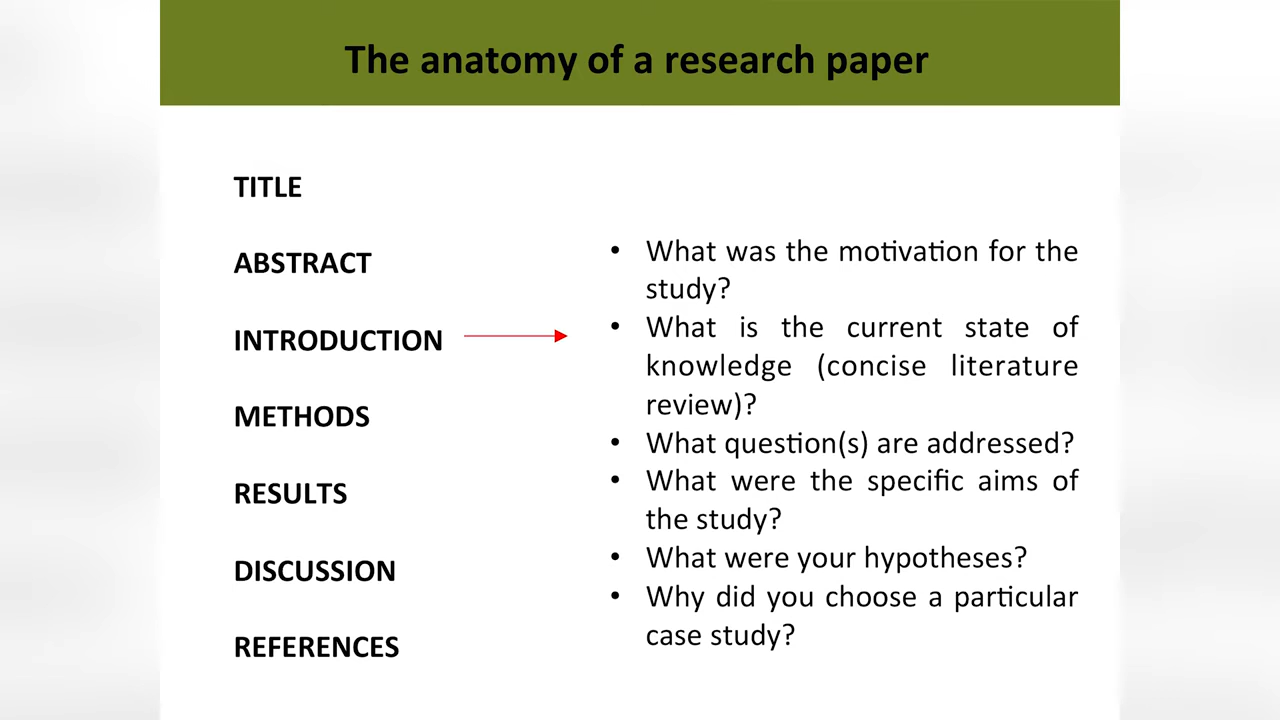 The anatomy of a research paper
TITLE
ABSTRACT
INTRODUCTION
METHODS
RESULTS
DISCUSSION
REFERENCES
• What was the motivation for the
study?
• What is the current state of
knowledge (concise literature
review)?
• What question(s) are addressed?
• What were the specific aims of
the study?
• What were your hypotheses?
• Why did you choose a particular
case study?